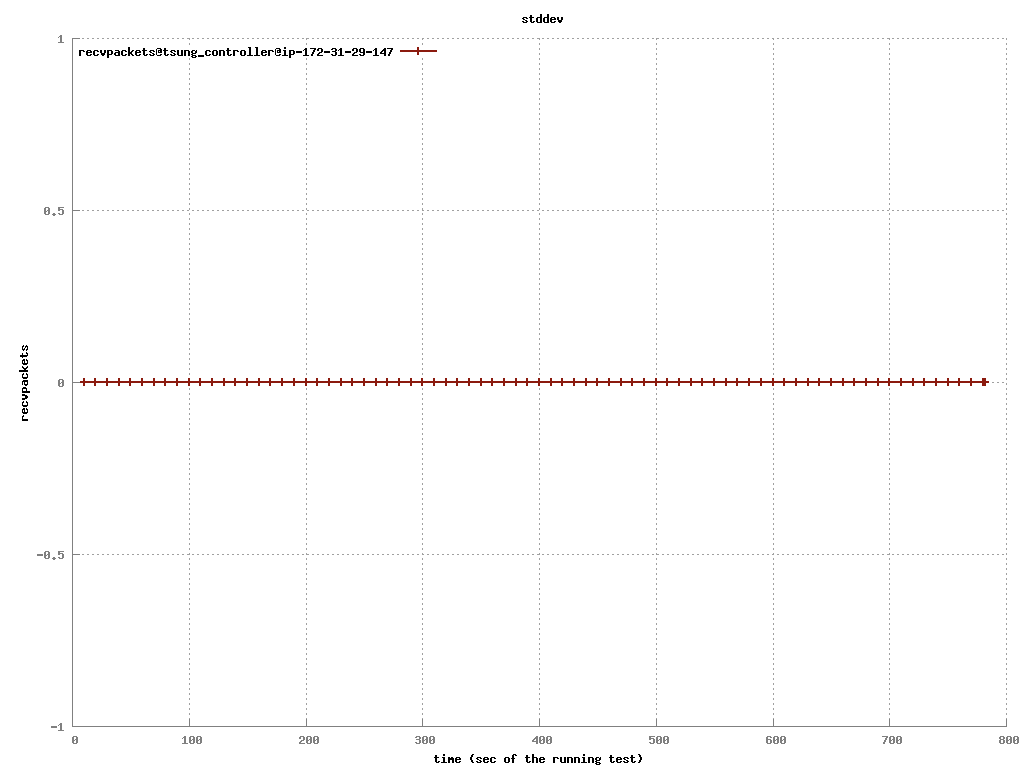 stddev
recvpackets@tsung_controller@ip-172-31-29-147
1
0.5
0
-0.5
-1
recvpackets
0 100 200 300 400 500 600 700 800
time (sec of the running test)